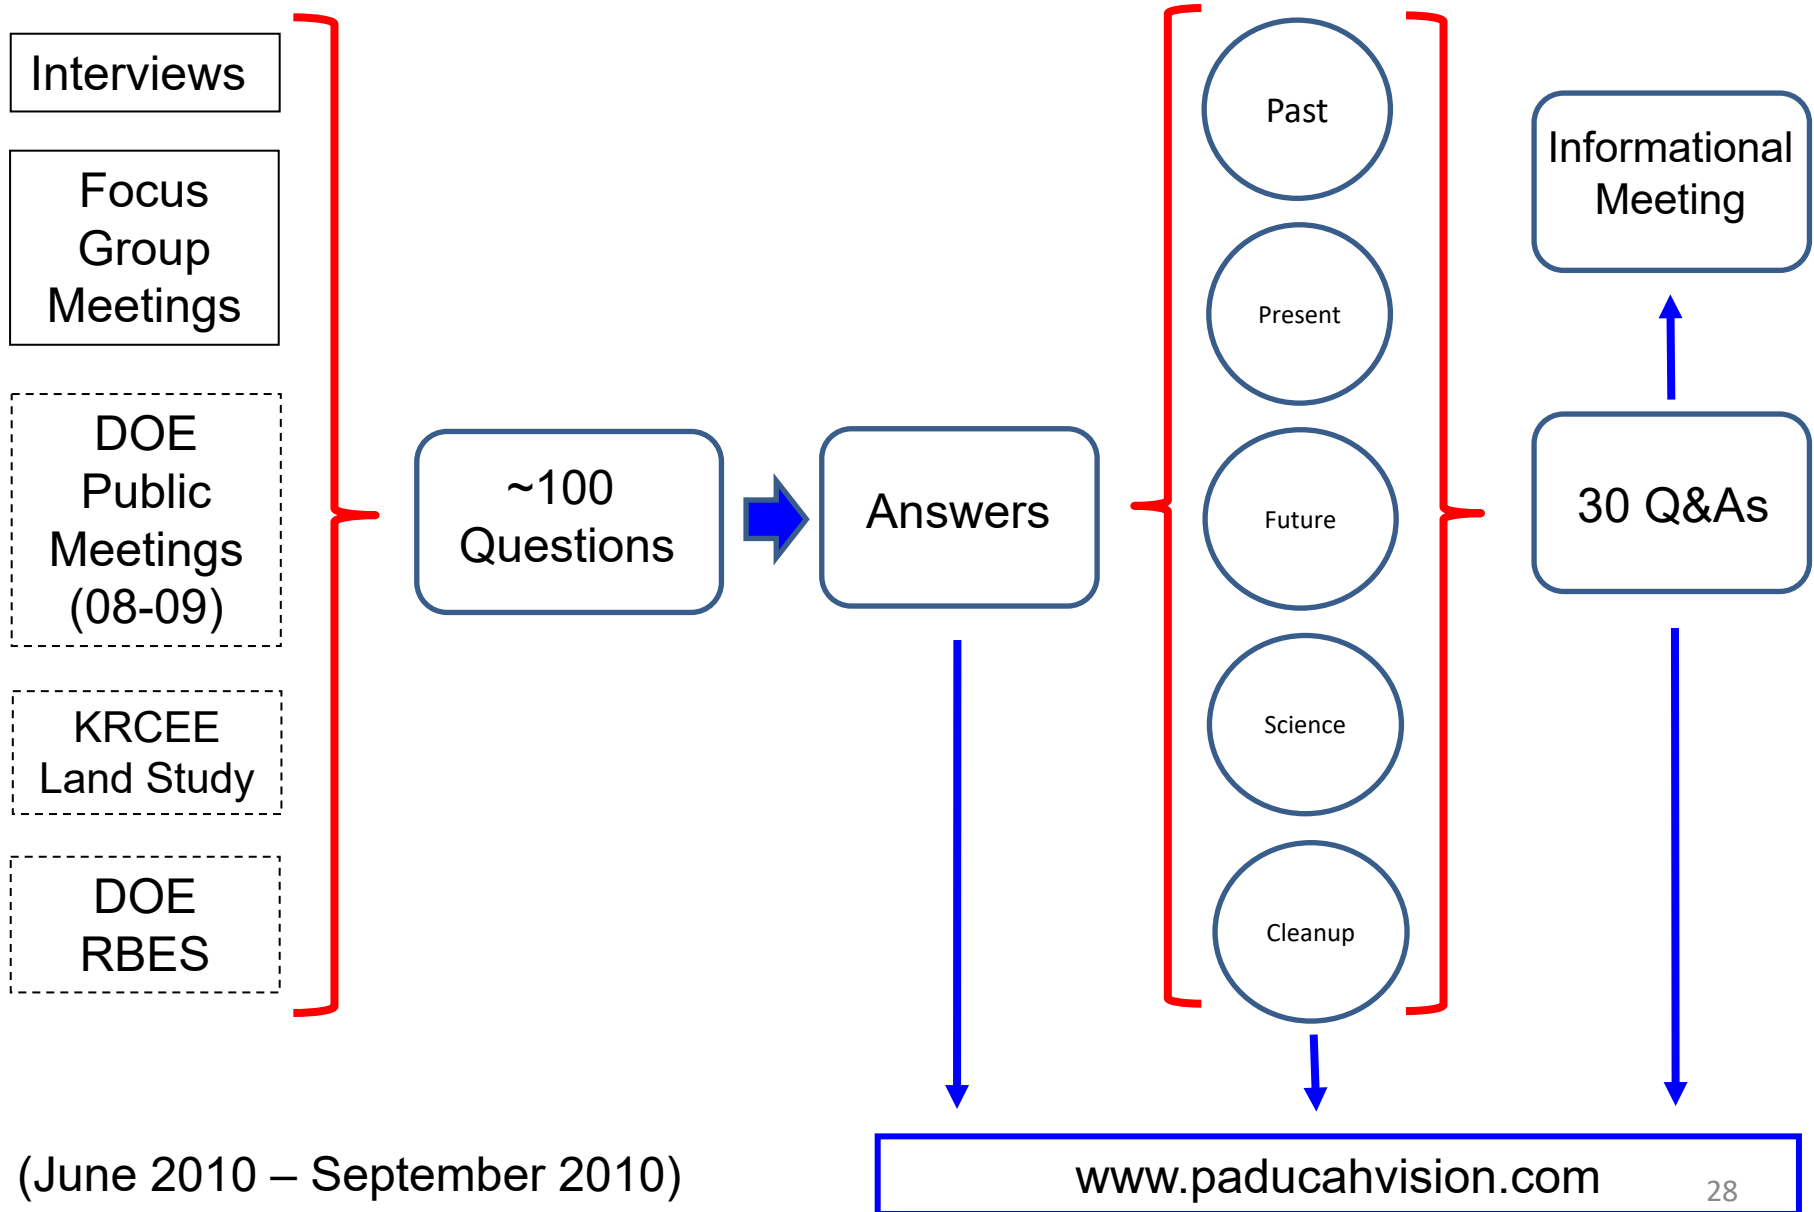 Interviews
Focus
Group
Meetings
DOE
Public
Meetings
(08-09)
KRCEE
Land Study
DOE
RBES
~100
Questions
Answers
Past
Present
Future
Science
Cleanup
Informational
Meeting
30 Q&As
(June 2010 – September 2010)
www.paducahvision.com
28